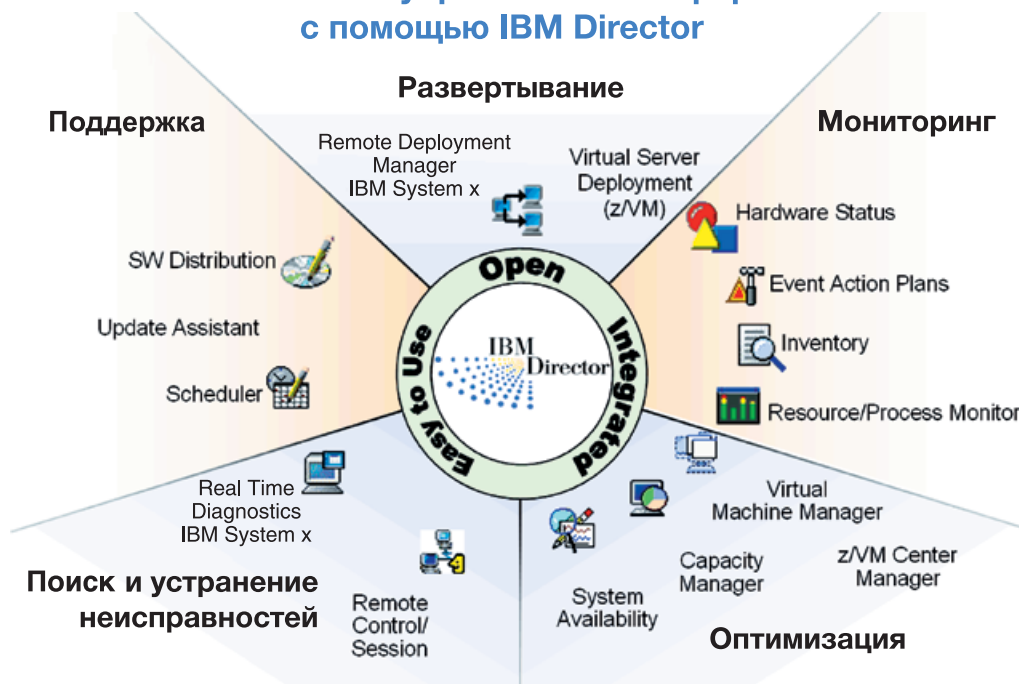 с помощью IBM Director
Развертывание
Remote Deployment
Manager
IBM System x
Virtual Server
Deployment
(z/VM)
Поддержка
SW Distribution
Update Assistant
Scheduler
Мониторинг
Hardware Status
Event Action Plans
Inventory
Resource/Process Monitor
Open
Integrated
Easy to Use
IBM
Director
Real Time
Diagnostics
IBM System x
Remote
Control/
Session
Поиск и устранение
неисправностей
Virtual
Machine Manager
Capacity
Manager
z/VM Center
Manager
System
Availability
Оптимизация